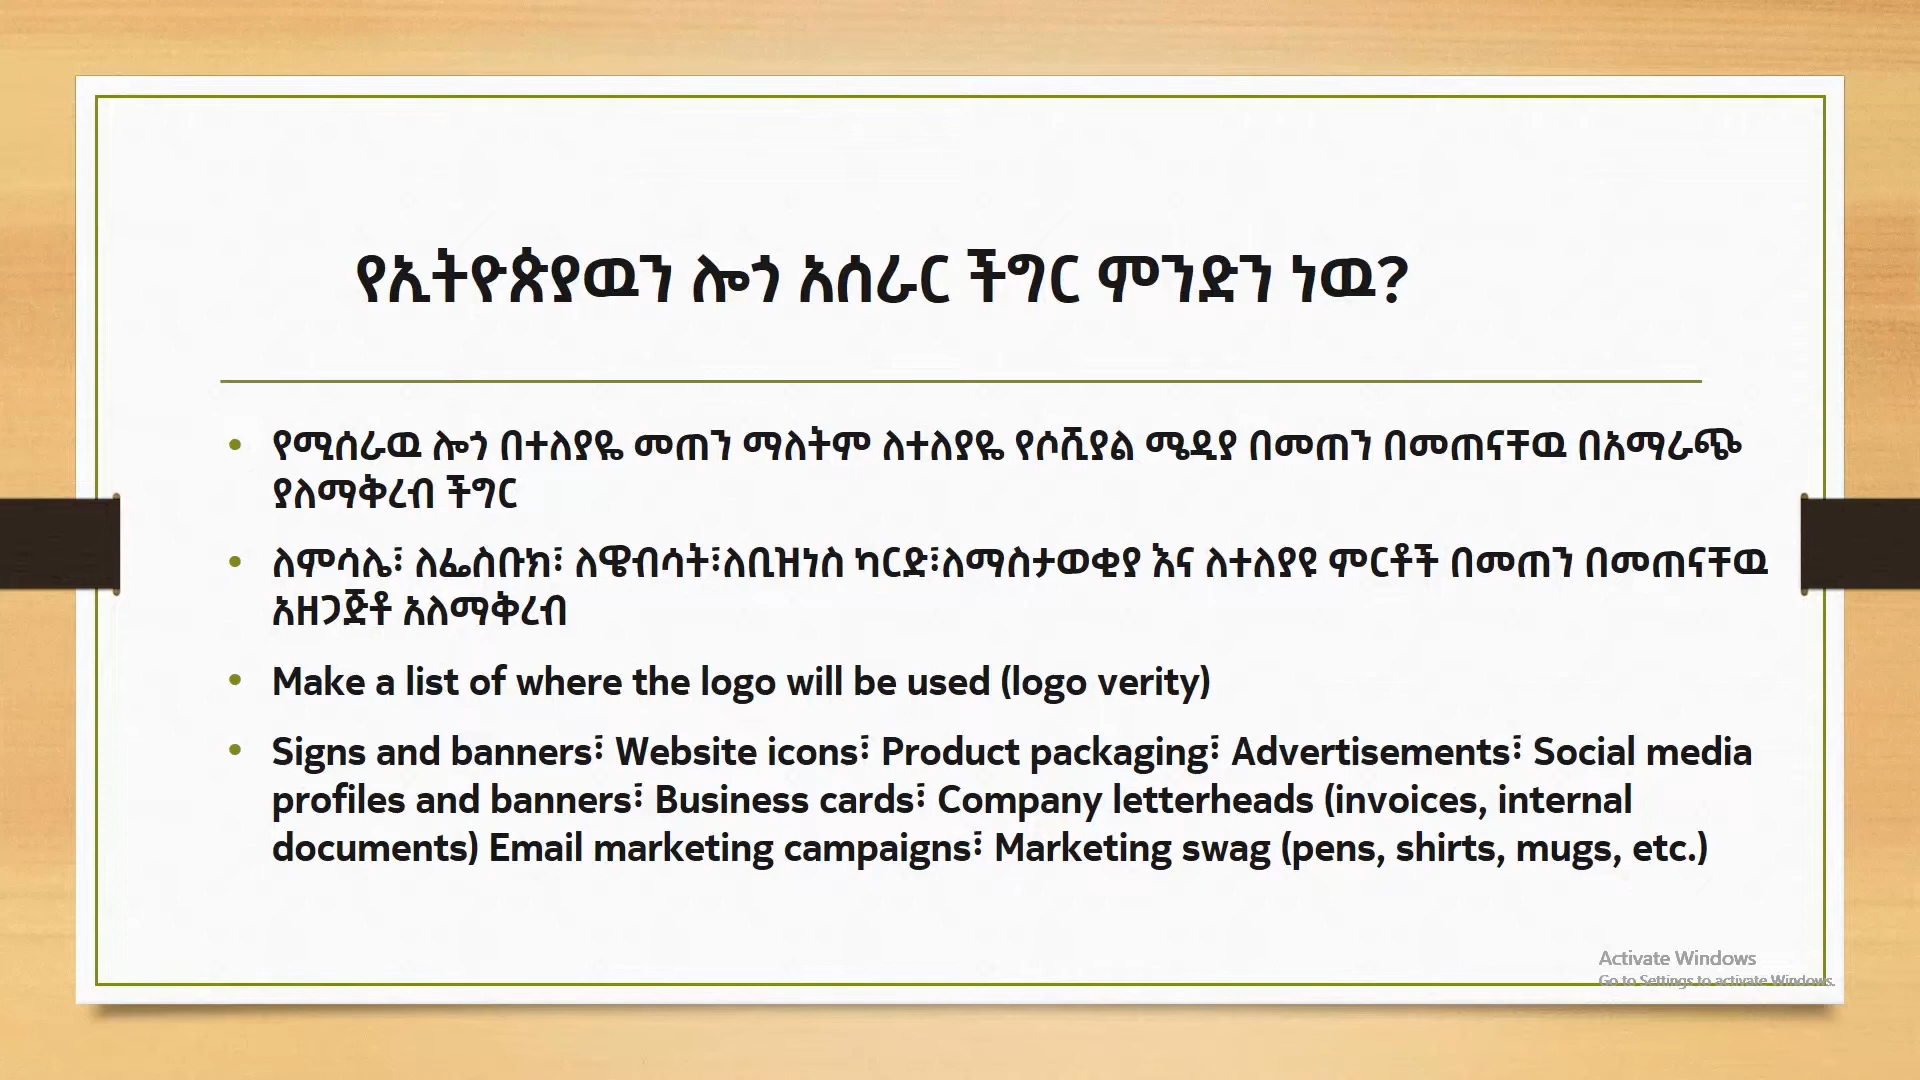 የኢትዮጵያዉን ሎጎ አሰራር ችግር ምንድን ነዉ?
• የሚሰራዉ ሎጎ በተለያዬ መጠን ማለትም ለተለያዬ የሶሺያል ሜዲያ በመጠን በመጠናቸዉ በአማራጭ
ያለማቅረብ ችግር
• ለምሳሌ፣ ለፌስቡክ፣ ለዌብሳት፣ለቢዝነስ ካርድ፣ለማስታወቂያ እና ለተለያዩ ምርቶች በመጠን በመጠናቸዉ
አዘጋጅቶ አለማቅረብ
• Make a list of where the logo will be used (logo verity)
• Signs and banners፧ Website icons፧ Product packaging፧ Advertisements፧ Social media
profiles and banners፧ Business cards፧ Company letterheads (invoices, internal
documents) Email marketing campaigns፧ Marketing swag (pens, shirts, mugs, etc.)
Activate Windows
Go to Settings to activate Windows.